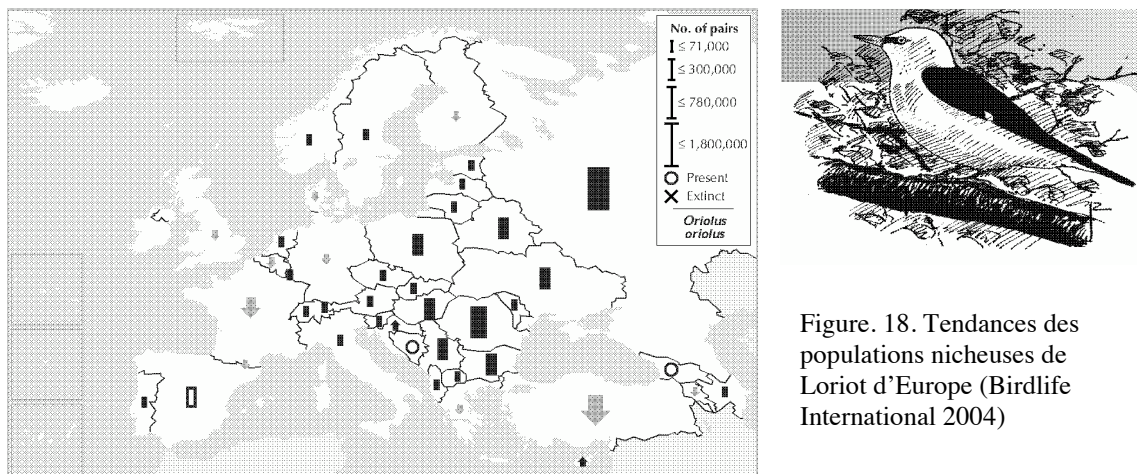 No. of pairs
≤ 71,000
≤ 300,000
≤ 780,000
≤ 1,800,000
Present
Extinct
Oriolus
oriolus
Figure. 18. Tendances des
populations nicheuses de
Loriot d’Europe (Birdlife
International 2004)